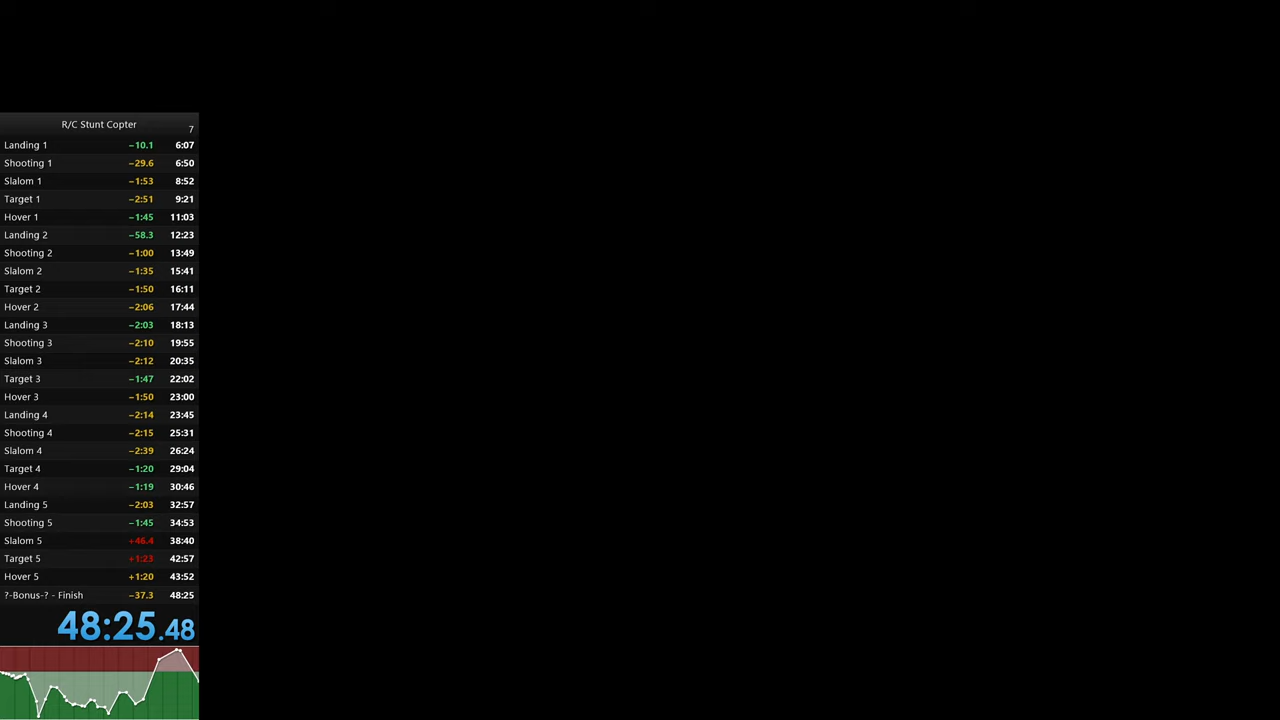 R/C Stunt Copter
7
Landing 1 −10.1 6:07
Shooting 1 −29.6 6:50
Slalom 1 −1:53 8:52
Target 1 −2:51 9:21
Hover 1 −1:45 11:03
Landing 2 −58.3 12:23
Shooting 2 −1:00 13:49
Slalom 2 −1:35 15:41
Target 2 −1:50 16:11
Hover 2 −2:06 17:44
Landing 3 −2:03 18:13
Shooting 3 −2:10 19:55
Slalom 3 −2:12 20:35
Target 3 −1:47 22:02
Hover 3 −1:50 23:00
Landing 4 −2:14 23:45
Shooting 4 −2:15 25:31
Slalom 4 −2:39 26:24
Target 4 −1:20 29:04
Hover 4 −1:19 30:46
Landing 5 −2:03 32:57
Shooting 5 −1:45 34:53
Slalom 5 +46.4 38:40
Target 5 +1:23 42:57
Hover 5 +1:20 43:52
?-Bonus-? - Finish −37.3 48:25
48:25.48